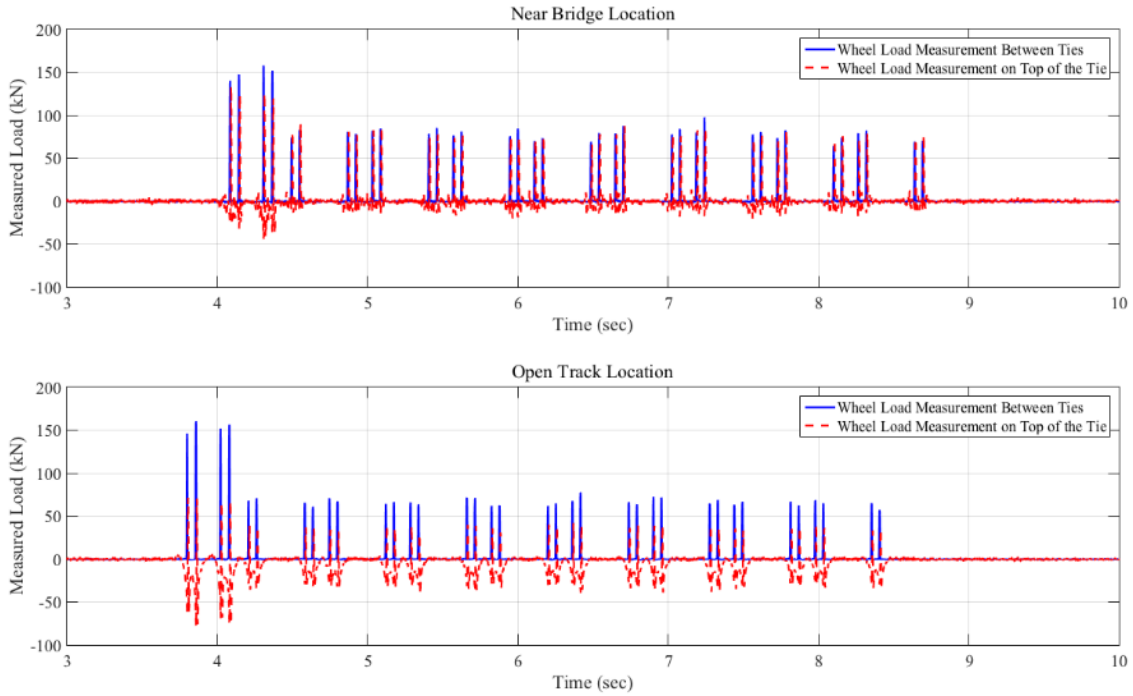 Near Bridge Location
Measured Load (kN)
200
150
100
50
0
-50
-100
Wheel Load Measurement Between Ties
Wheel Load Measurement on Top of the Tie
3 4 5 6 7 8 9 10
Time (sec)
Open Track Location
Measured Load (kN)
200
150
100
50
0
-50
-100
Wheel Load Measurement Between Ties
Wheel Load Measurement on Top of the Tie
3 4 5 6 7 8 9 10
Time (sec)